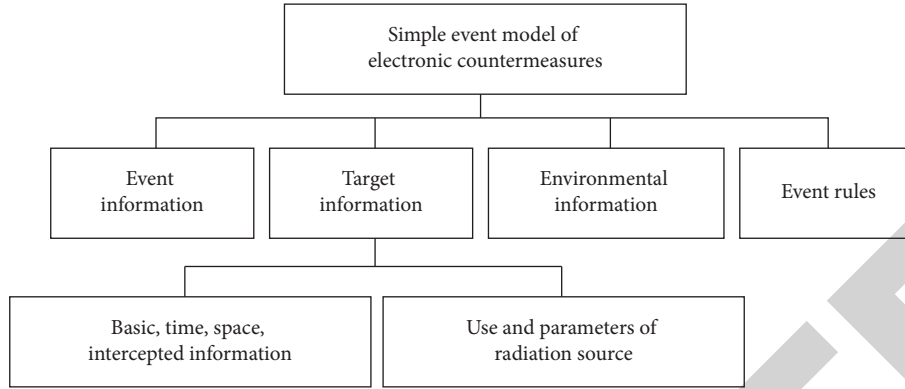 Simple event model of
electronic countermeasures
Event
information
Target
information
Environmental
information
Event rules
Basic, time, space,
intercepted information
Use and parameters of
radiation source